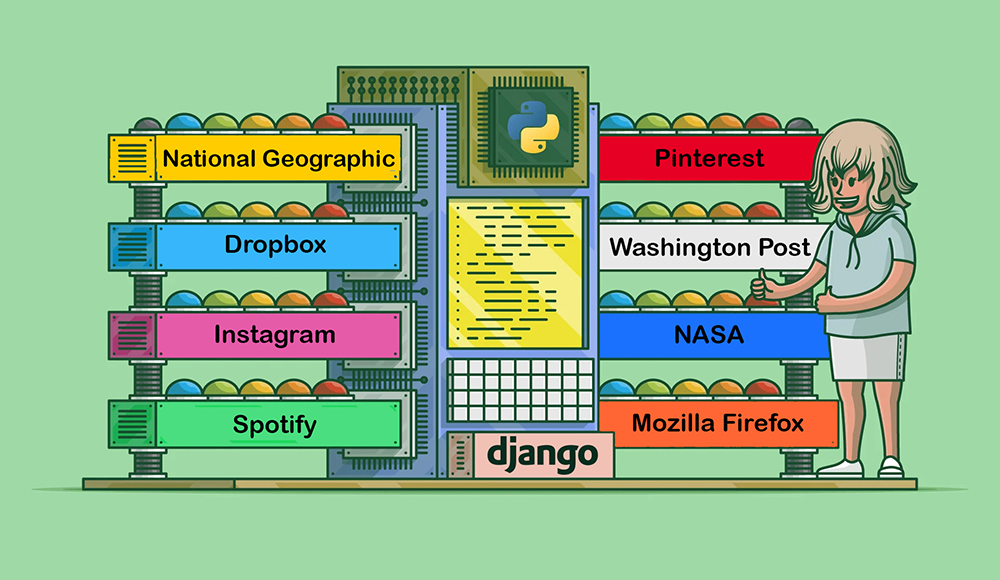 National Geographic
Pinterest
Dropbox
Washington Post
Instagram
NASA
Spotify
Mozilla Firefox
django